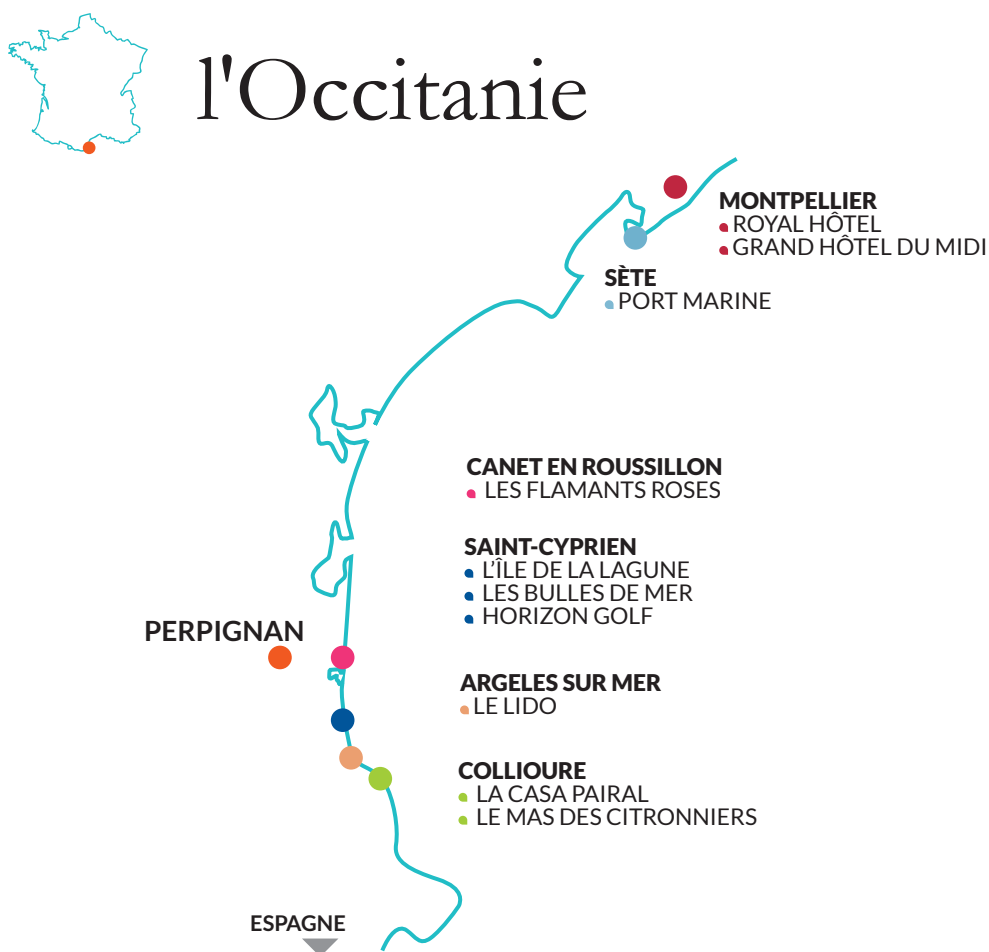 l'Occitanie
MONTPELLIER
ROYAL HÔTEL
GRAND HÔTEL DU MIDI
SÈTE
PORT MARINE
CANET EN ROUSSILLON
LES FLAMANTS ROSES
SAINT-CYPRIEN
L'ÎLE DE LA LAGUNE
LES BULLES DE MER
HORIZON GOLF
PERPIGNAN
ARGELES SUR MER
LE LIDO
COLLIOURE
LA CASA PAIRAL
LE MAS DES CITRONNIERS
ESPAGNE